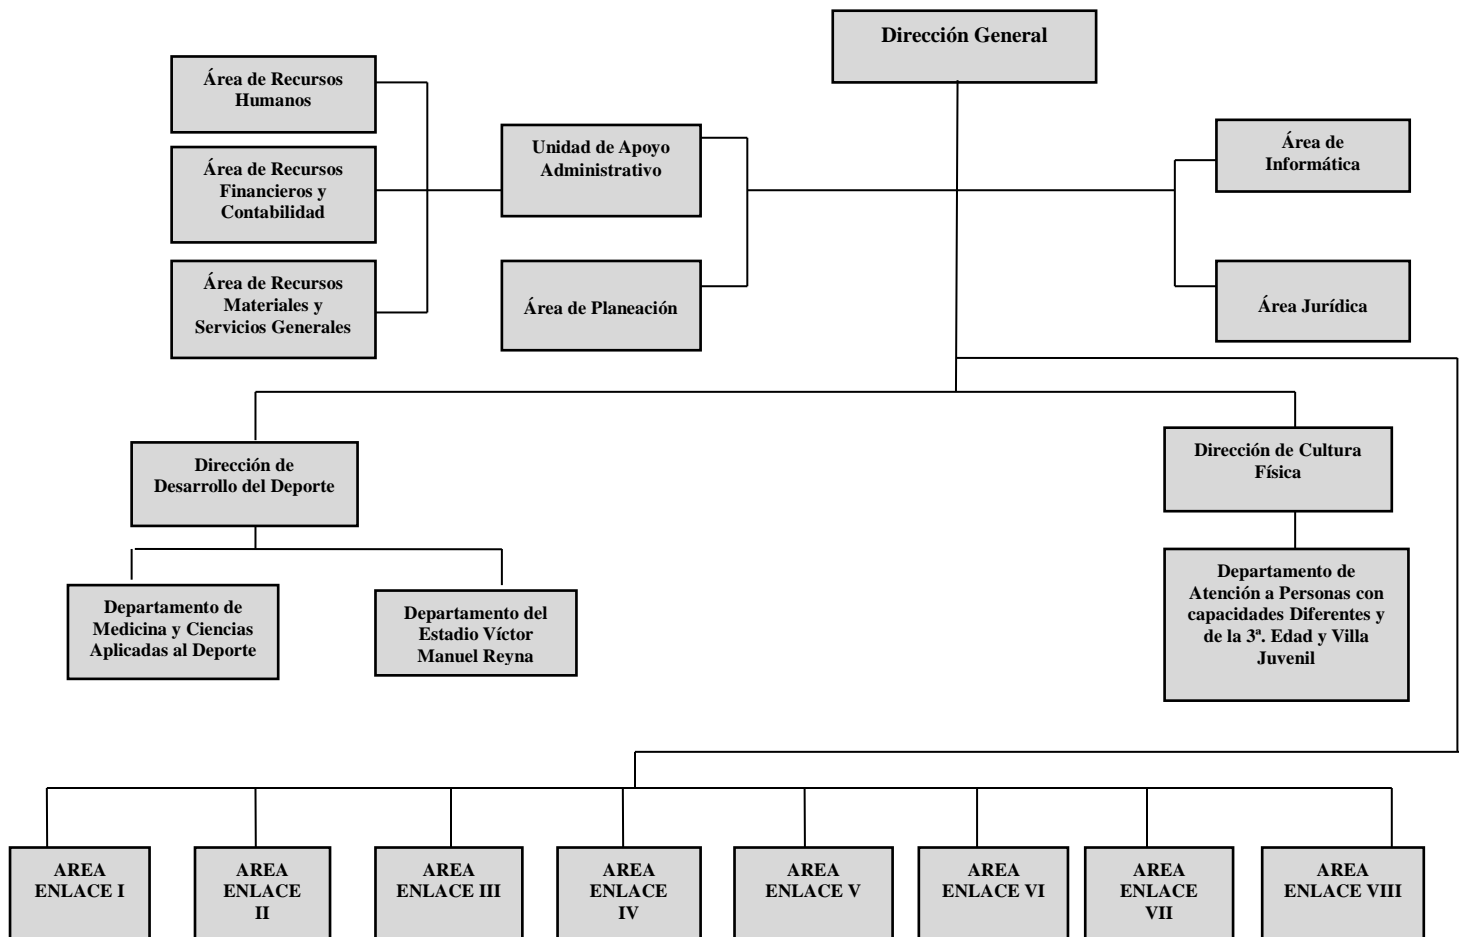 Dirección General
Área de Recursos
Humanos
Área de Recursos
Financieros y
Contabilidad
Área de Recursos
Materiales y
Servicios Generales
Unidad de Apoyo
Administrativo
Área de Planeación
Área de
Informática
Área Jurídica
Dirección de
Desarrollo del Deporte
Dirección de Cultura
Física
Departamento de
Medicina y Ciencias
Aplicadas al Deporte
Departamento del
Estadio Víctor
Manuel Reyna
Departamento de
Atención a Personas con
capacidades Diferentes y
de la 3ª. Edad y Villa
Juvenil
AREA
ENLACE I
AREA
ENLACE
II
AREA
ENLACE III
AREA
ENLACE
IV
AREA
ENLACE V
AREA
ENLACE VI
AREA
ENLACE
VII
AREA
ENLACE VIII